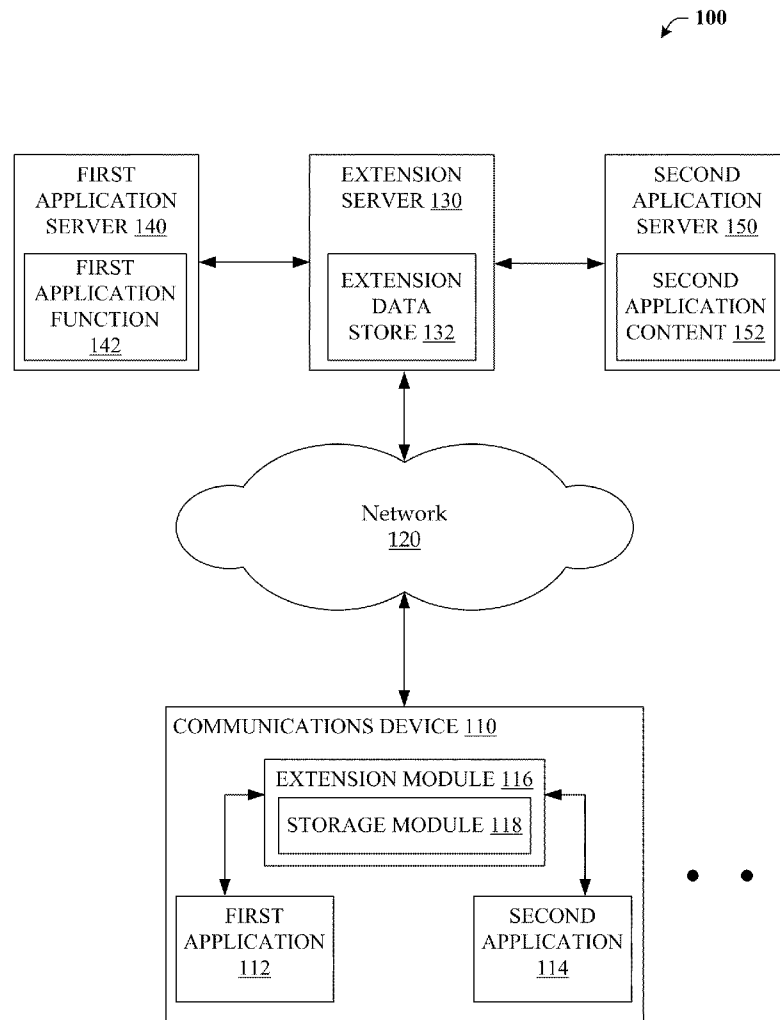 100
FIRST
APPLICATION
SERVER 140
FIRST
APPLICATION
FUNCTION
142
EXTENSION
SERVER 130
EXTENSION
DATA
STORE 132
SECOND
APLICATION
SERVER 150
SECOND
APPLICATION
CONTENT 152
Network
120
COMMUNICATIONS DEVICE 110
EXTENSION MODULE 116
STORAGE MODULE 118
FIRST
APPLICATION
112
SECOND
APPLICATION
114